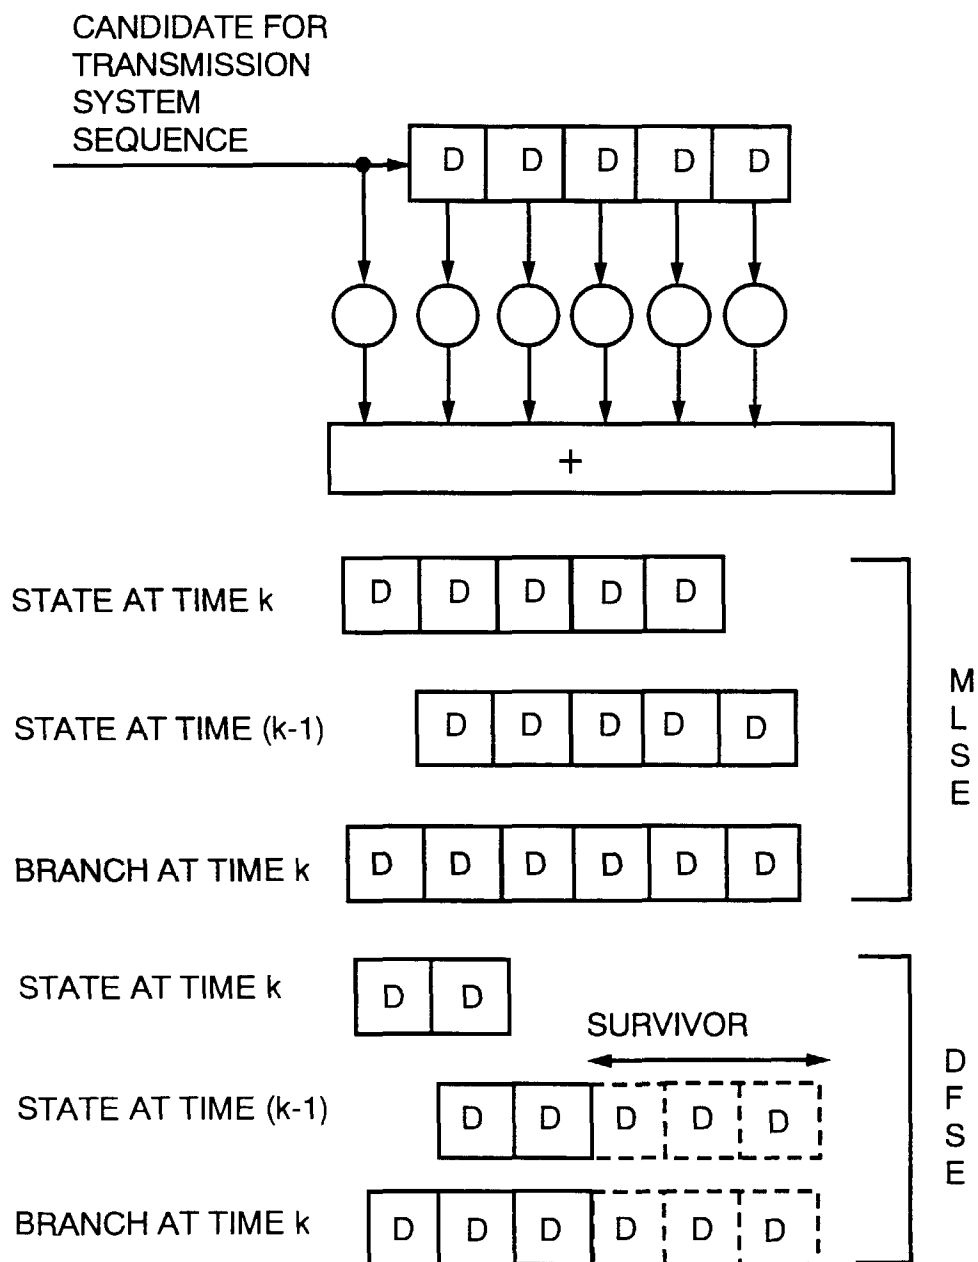 CANDIDATE FOR
TRANSMISSION
SYSTEM
SEQUENCE
D D D D D
+
STATE AT TIME k
D D D D D
STATE AT TIME (k-1)
D D D D D
BRANCH AT TIME k
D D D D D D
M
L
S
E
STATE AT TIME k
D D
SURVIVOR
STATE AT TIME (k-1)
D D D D D
BRANCH AT TIME k
D D D D D D
D
F
S
E